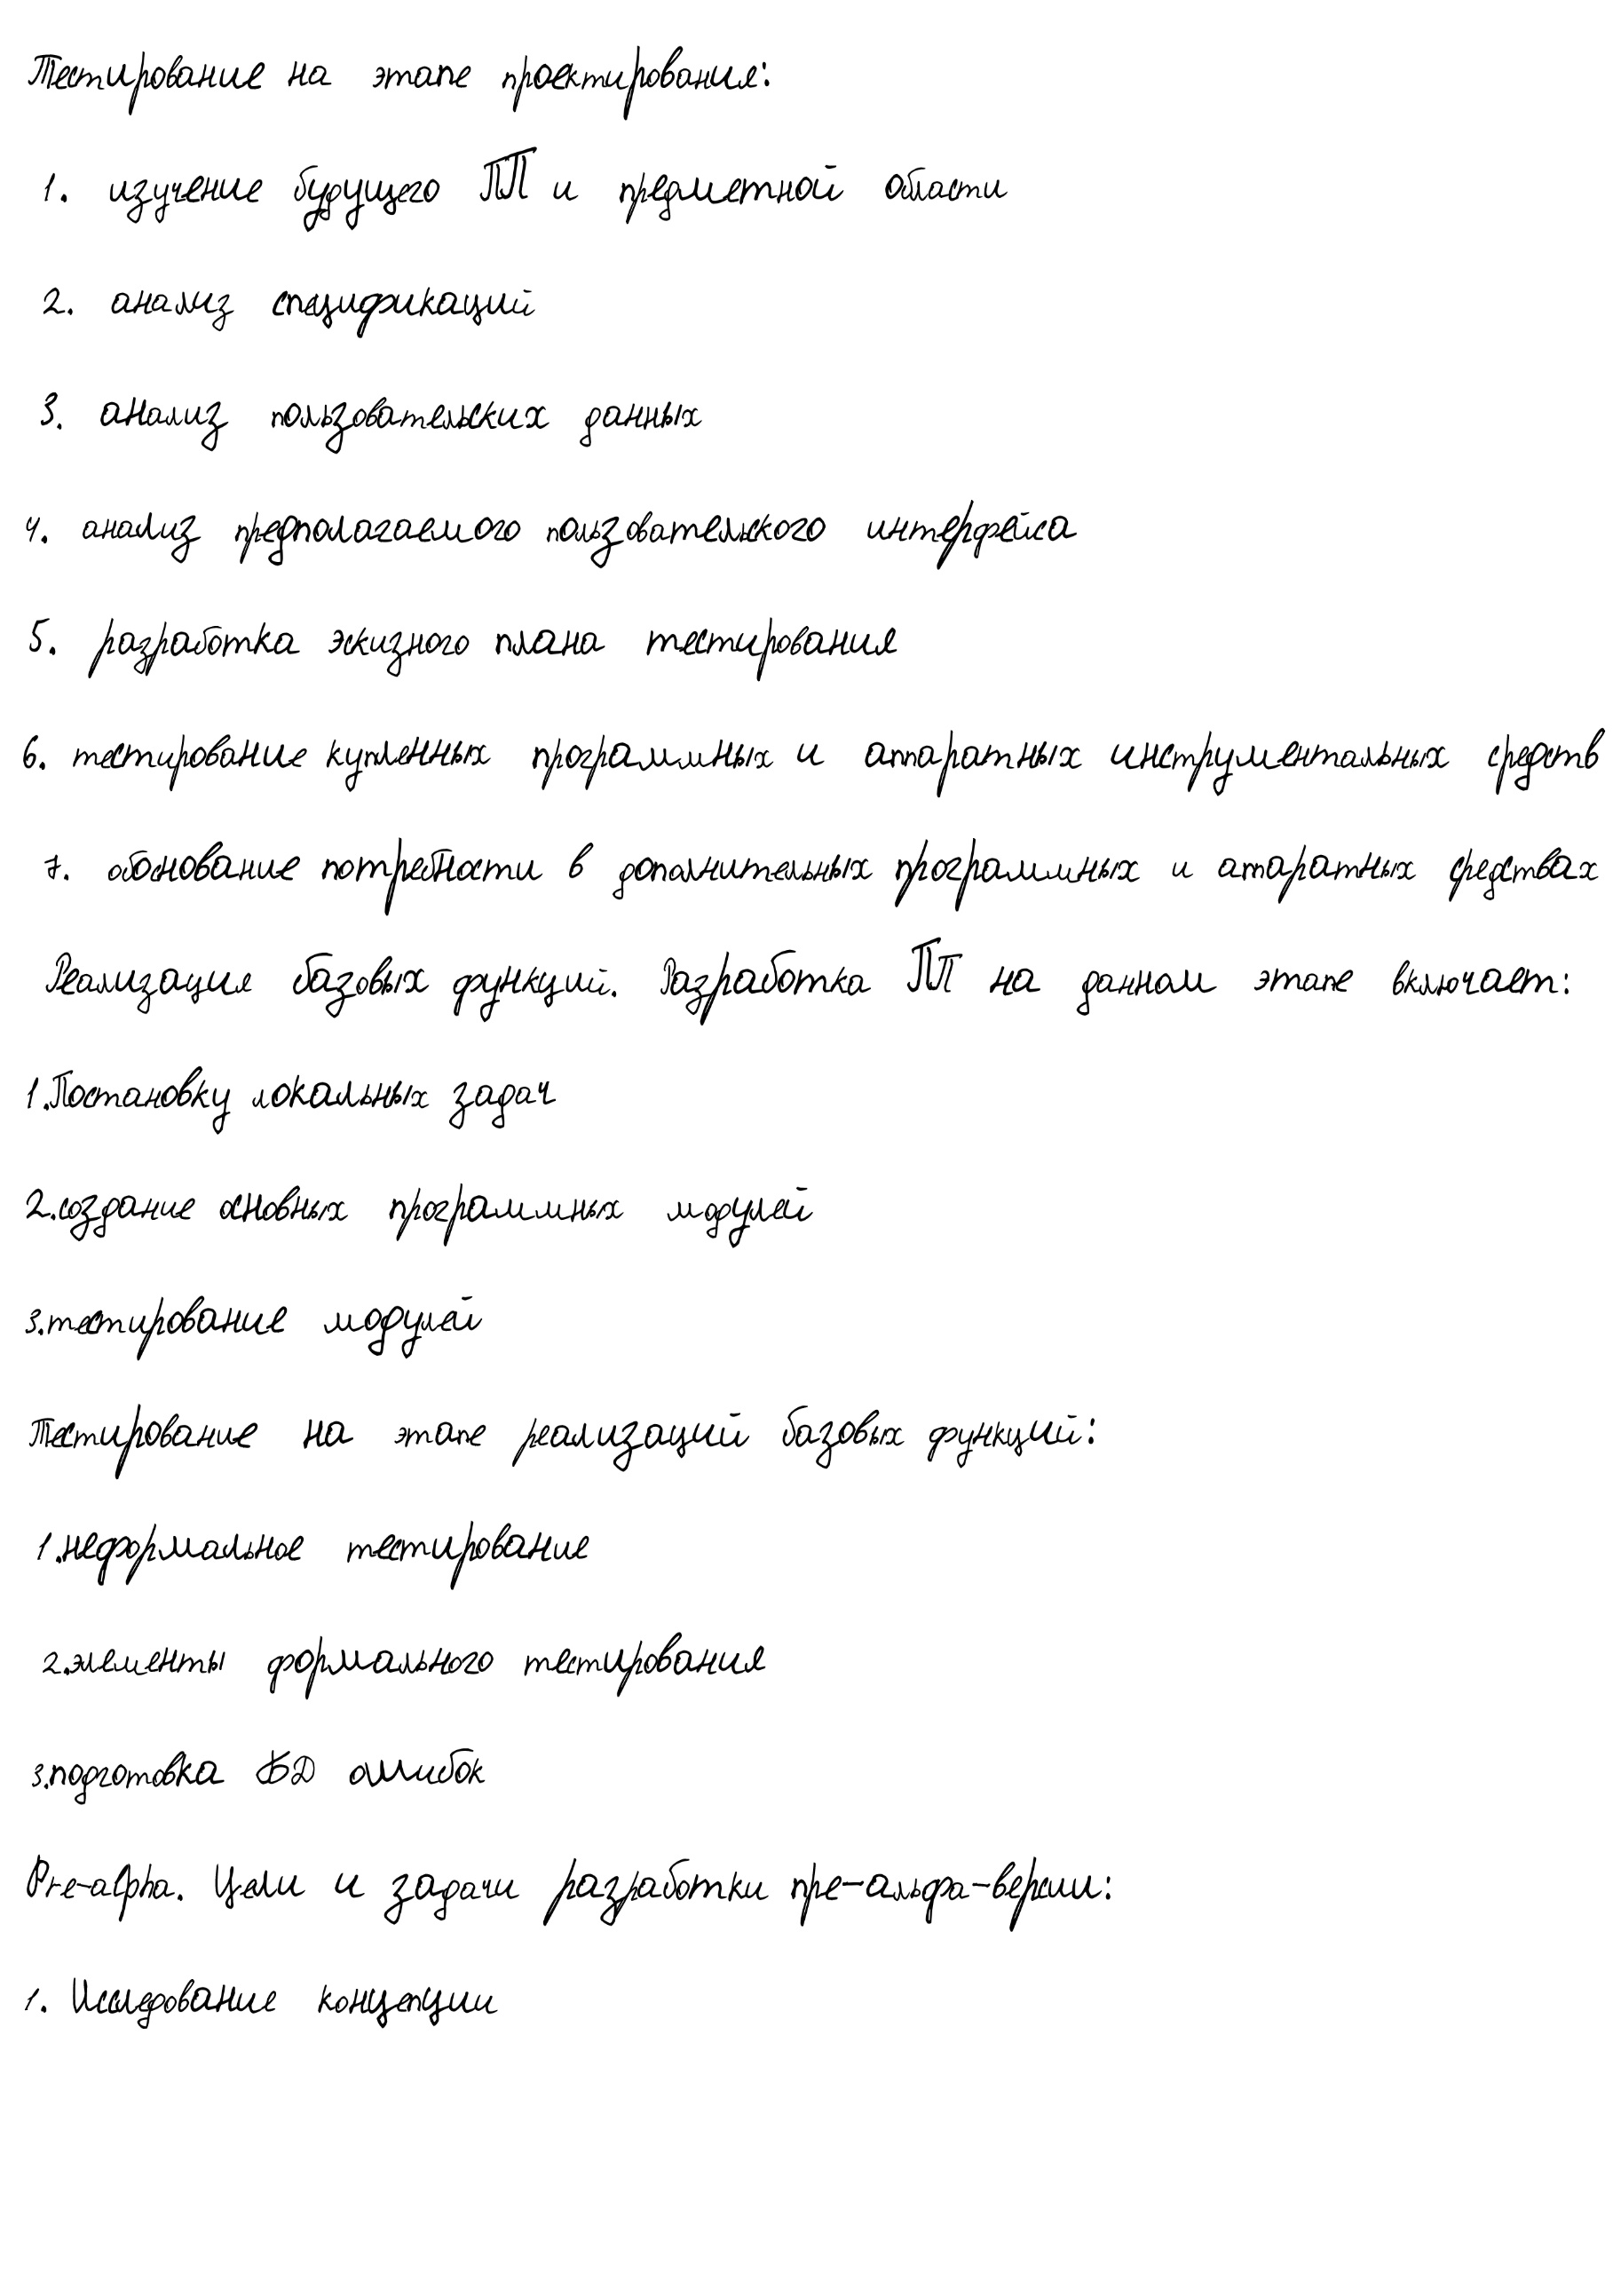 Тестирование на этапе проектирования:
1. изучение будущего ПП и предметной области
2. анализ спецификаций
3. анализ пользовательских данных
4. анализ предполагаемого пользовательского интерфейса
5. разработка эскизного плана тестирования
6. тестирование купленных программных и аппаратных инструментальных средств
7. обоснование потребности в дополнительных программных и аппаратных средствах
Реализация базовых функций. Разработка ПП на данном этапе включает:
1.Постановку локальных задач
2.создание основных программных модулей
3.тестирование модулей
Тестирование на этапе реализаций базовых функций:
1.неформальное тестирование
2.элементы формального тестирования
3.подготовка БД ошибок
Pre-alpha. Цели и задачи разработки пре-альфа-версии:
1. Исследование концепции